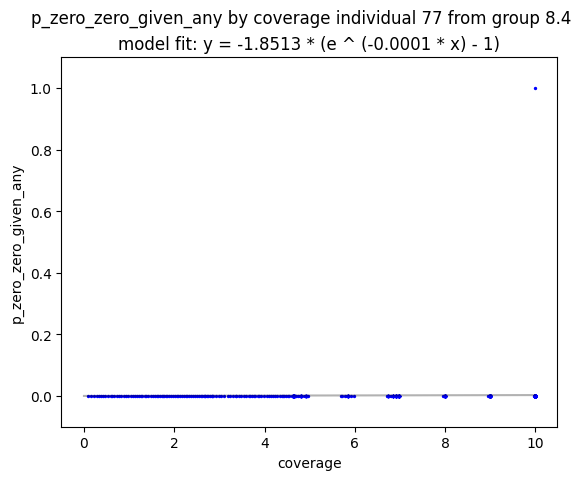 p_zero_zero_given_any by coverage individual 77 from group 8.4
model fit: y = -1.8513 * (e ^ (-0.0001 * x) - 1)
1.0
0.8
0.6
0.4
0.2
0.0
p_zero_zero_given_any
0 2 4 6 8 10
coverage